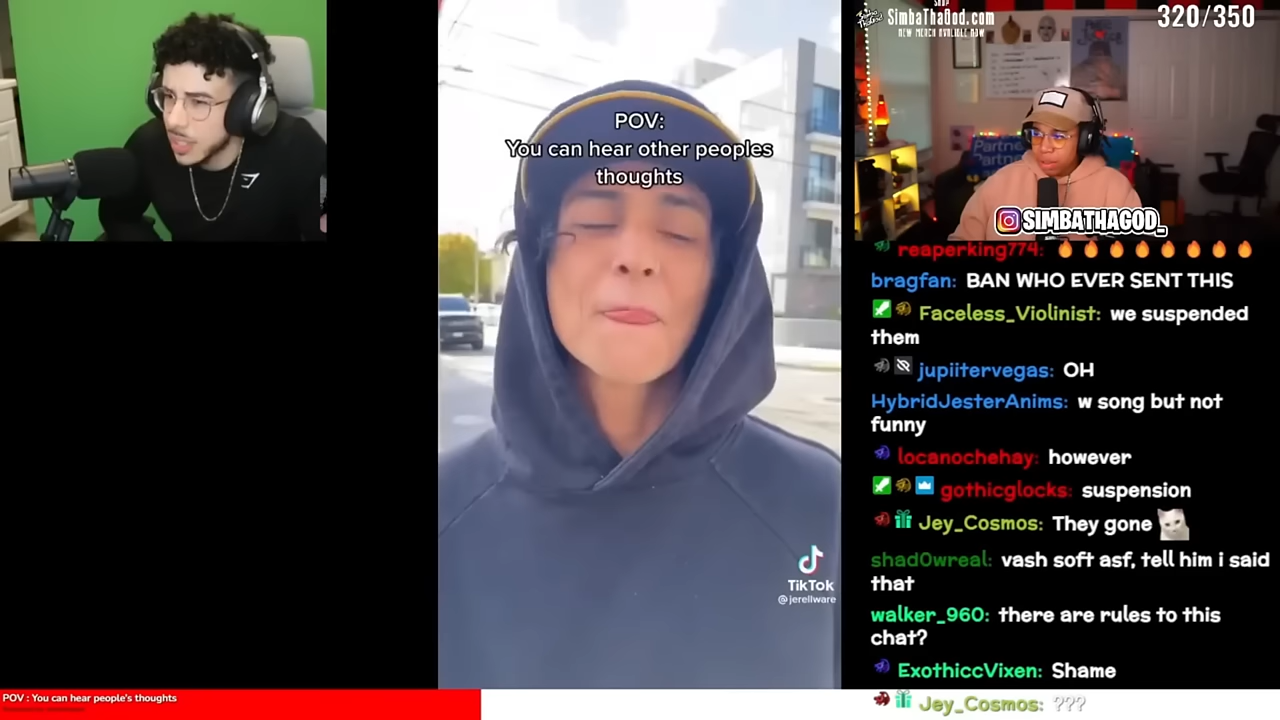 POV:
You can hear other peoples
thoughts
TikTok
@jerellware
POV : You can hear people's thoughts
SHOP
SimbaThaGod.com
NEW MERCH AVAILABLE NOW
320/350
Partner
Partner
SIMBATHAGOD_
reaperking774:
bragfan: BAN WHO EVER SENT THIS
Faceless_Violinist: we suspended
them
jupiitervegas: OH
HybridJesterAnims: w song but not
funny
locanochehay: however
gothicglocks: suspension
Jey_Cosmos: They gone
shad0wreal: vash soft asf, tell him i said
that
walker_960: there are rules to this
chat?
ExothiccVixen: Shame
Jey_Cosmos: ???